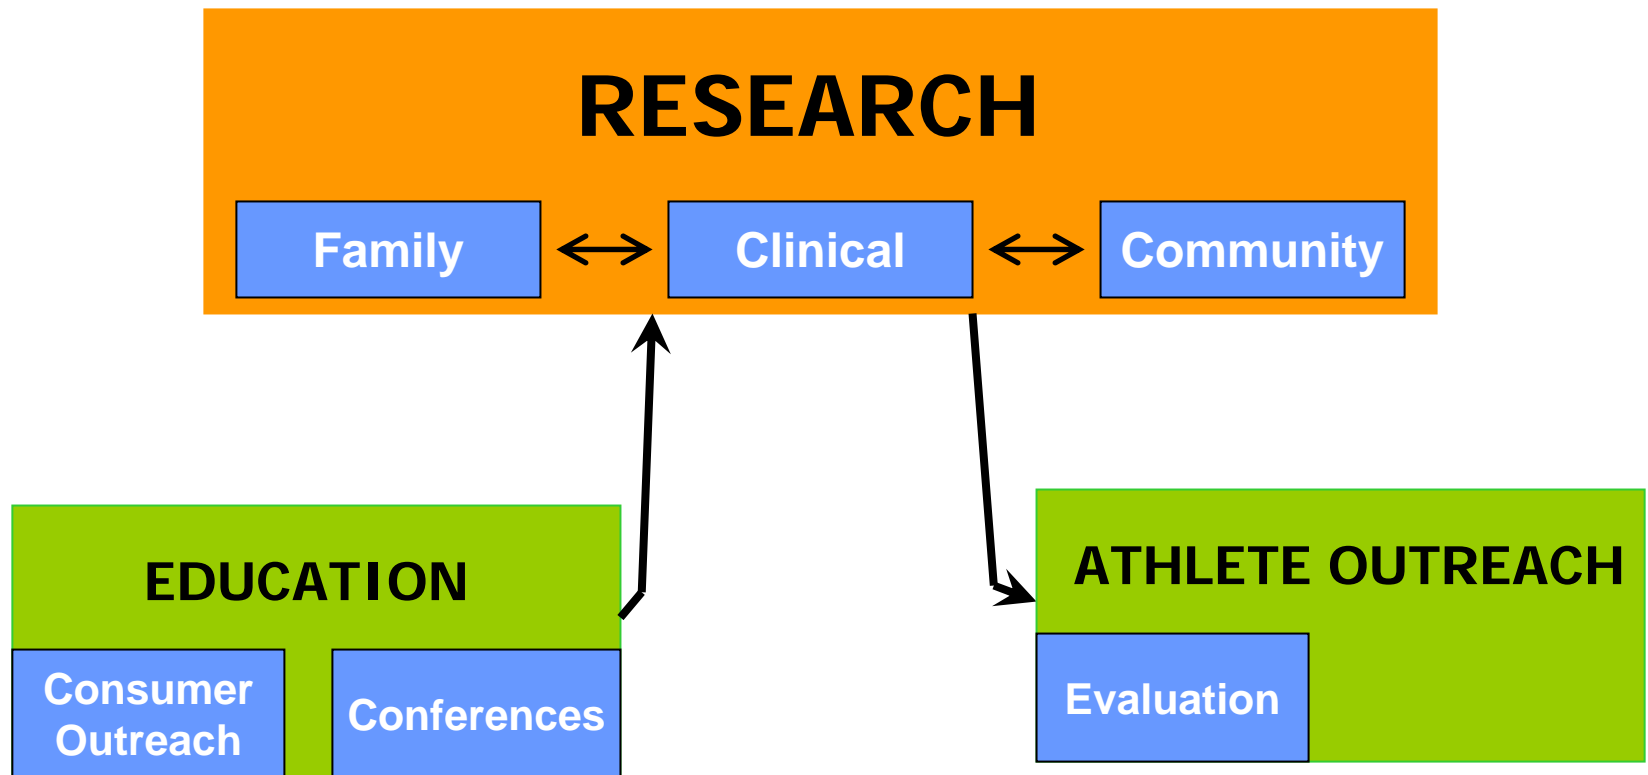 RESEARCH
Family
Clinical
Community
EDUCATION
ATHLETE OUTREACH
Consumer
Outreach
Conferences
Evaluation